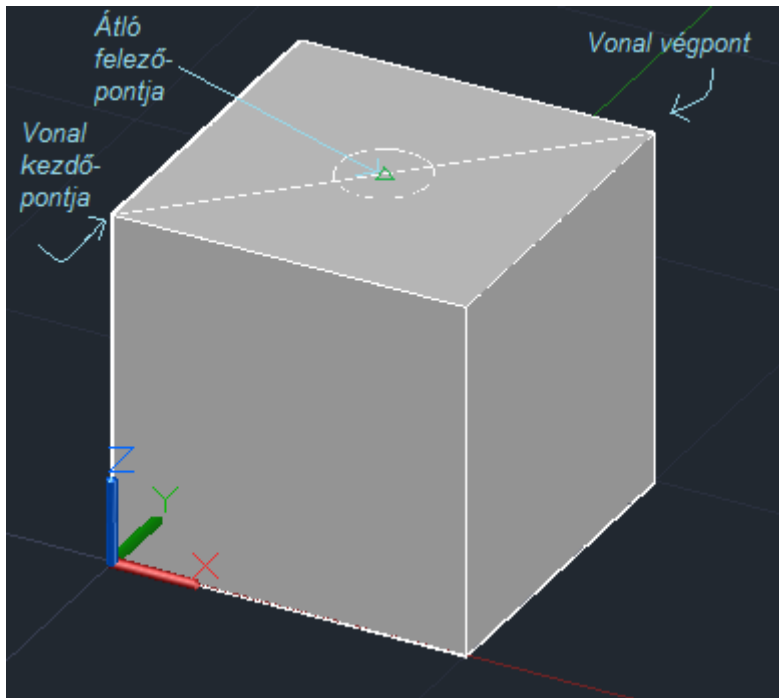 Átló
felező-
pontja
Vonal végpont
Vonal
kezdő-
pontja
Z
Y
X